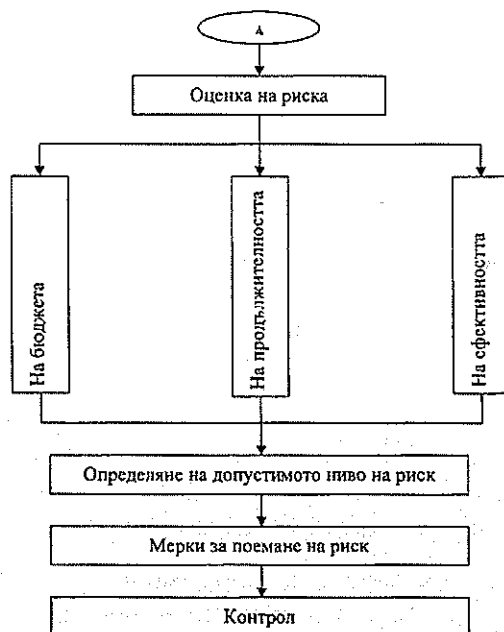 А
Оценка на риска
На бюджета
На продължителността
На ефективността
Определяне на допустимото ниво на риск
Мерки за поемане на риск
Контрол